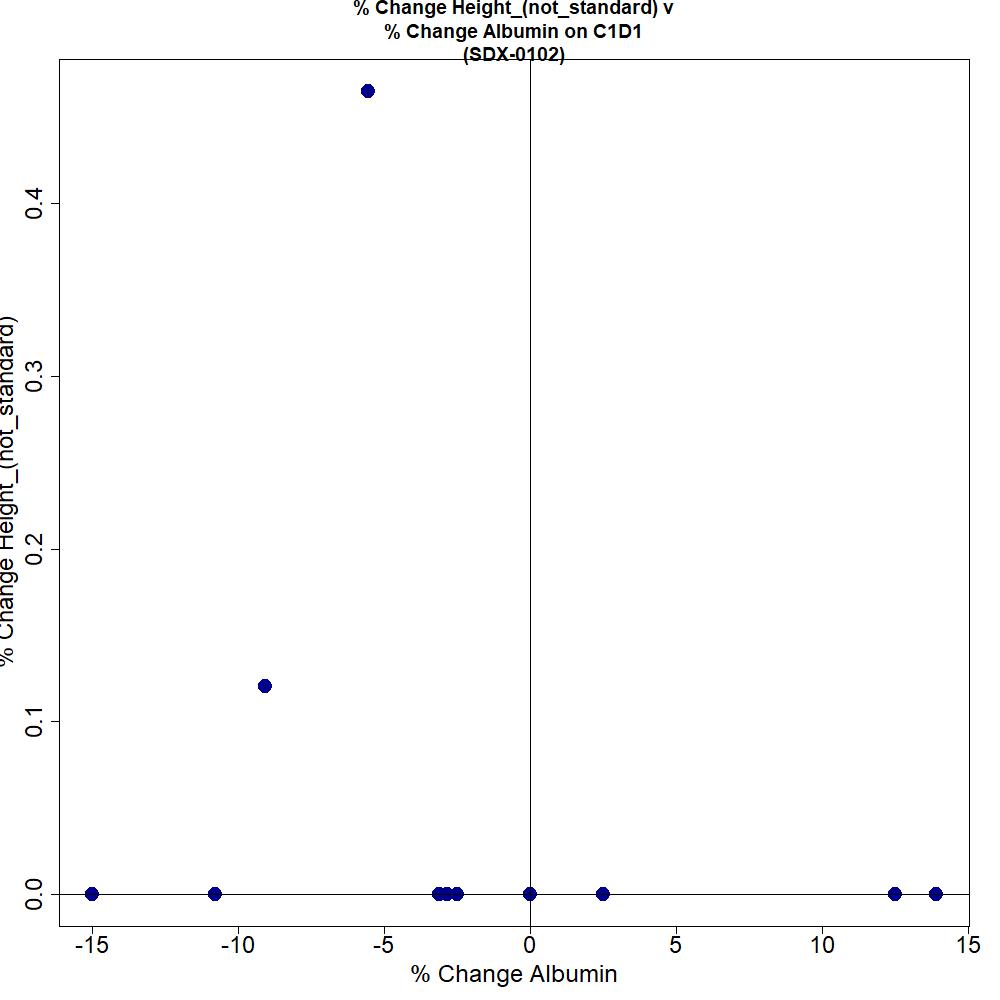 % Change Height_(not_standard) v
% Change Albumin on C1D1
(SDX-0102)
% Change Height_(not_standard)
0.4
0.3
0.2
0.1
0.0
-15
-10
-5
0
5
10
15
% Change Albumin